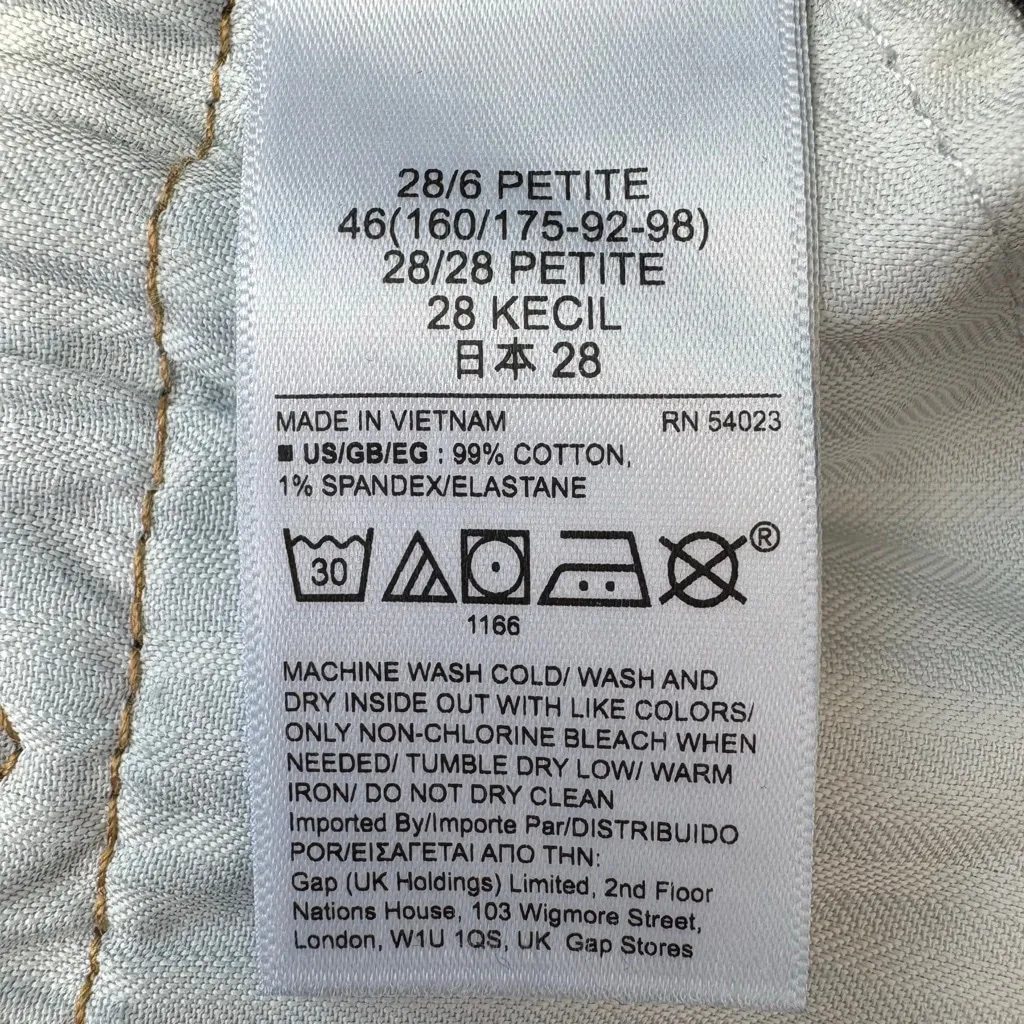 28/6 PETITE
46(160/175-92-98)
28/28 PETITE
28 KECIL
日本 28
MADE IN VIETNAM RN 54023
■ US/GB/EG : 99% COTTON,
1% SPANDEX/ELASTANE
30 ®
1166
MACHINE WASH COLD/ WASH AND
DRY INSIDE OUT WITH LIKE COLORS/
ONLY NON-CHLORINE BLEACH WHEN
NEEDED/ TUMBLE DRY LOW/ WARM
IRON/ DO NOT DRY CLEAN
Imported By/Importe Par/DISTRIBUIDO
POR/ΕΙΣΑΓΕΤΑΙ ΑΠΟ ΤΗΝ:
Gap (UK Holdings) Limited, 2nd Floor
Nations House, 103 Wigmore Street,
London, W1U 1QS, UK Gap Stores